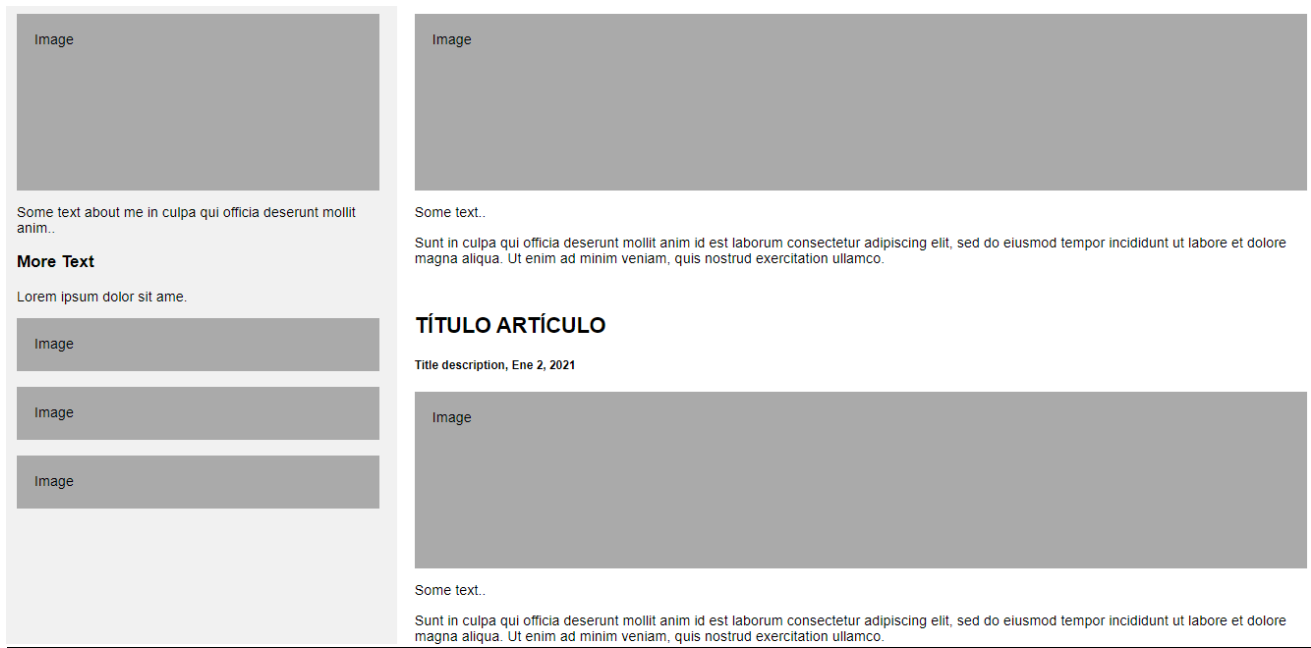 Image
Some text about me in culpa qui officia deserunt mollit
anim..
More Text
Lorem ipsum dolor sit ame.
Image
Image
Image
Image
Some text..
Sunt in culpa qui officia deserunt mollit anim id est laborum consectetur adipiscing elit, sed do eiusmod tempor incididunt ut labore et dolore
magna aliqua. Ut enim ad minim veniam, quis nostrud exercitation ullamco.
TÍTULO ARTÍCULO
Title description, Ene 2, 2021
Image
Some text..
Sunt in culpa qui officia deserunt mollit anim id est laborum consectetur adipiscing elit, sed do eiusmod tempor incididunt ut labore et dolore
magna aliqua. Ut enim ad minim veniam, quis nostrud exercitation ullamco.